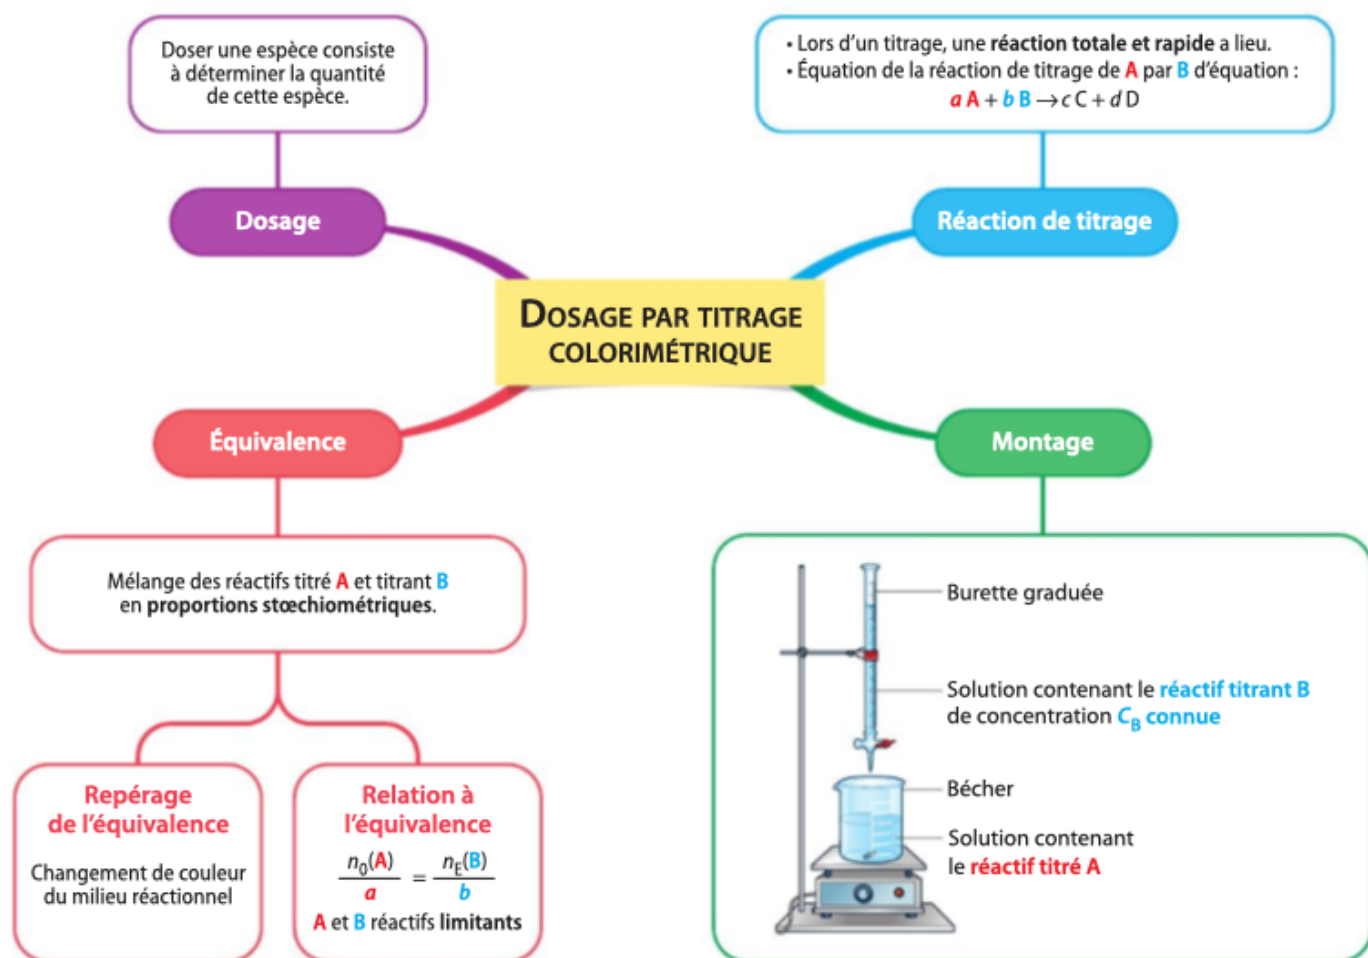 Doser une espèce consiste
à déterminer la quantité
de cette espèce.
• Lors d'un titrage, une réaction totale et rapide a lieu.
• Équation de la réaction de titrage de A par B d'équation :
a A + b B → c C + d D
Dosage
Réaction de titrage
DOSAGE PAR TITRAGE
COLORIMÉTRIQUE
Équivalence
Montage
Mélange des réactifs titré A et titrant B
en proportions stœchiométriques.
Repérage
de l'équivalence
Changement de couleur
du milieu réactionnel
Relation à
l'équivalence
n₀(A)/a = n_E(B)/b
A et B réactifs limitants
Burette graduée
Solution contenant le réactif titrant B
de concentration C_B connue
Bécher
Solution contenant
le réactif titré A